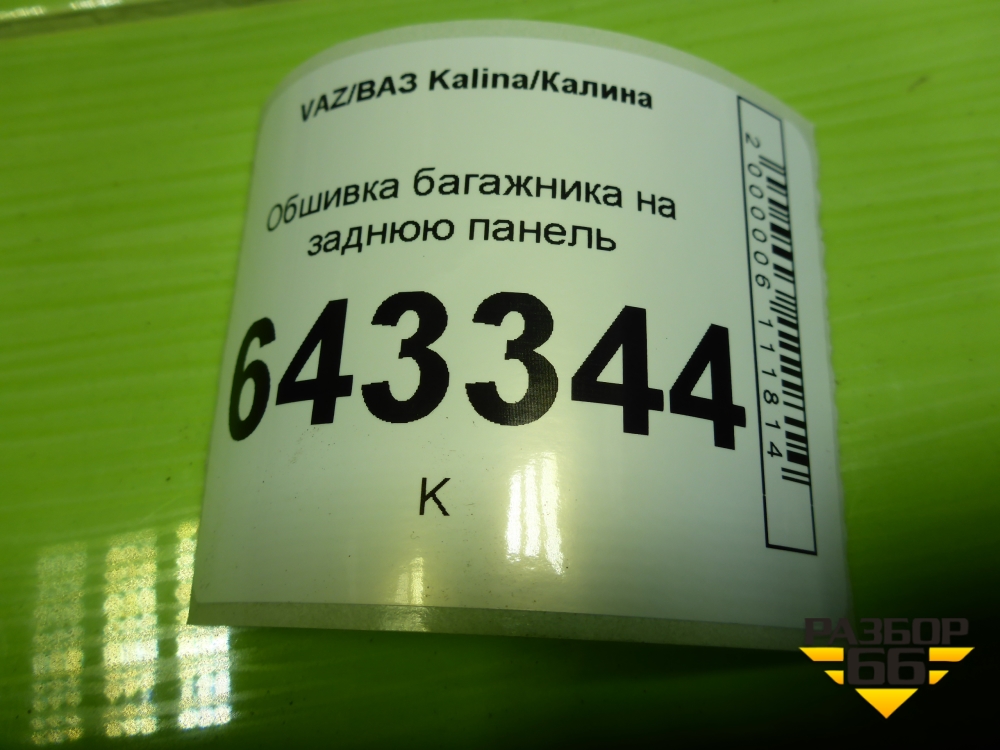 VAZ/ВАЗ Kalina/Калина
Обшивка багажника на
заднюю панель
643344
К
2000006111814
РАЗБОР
66